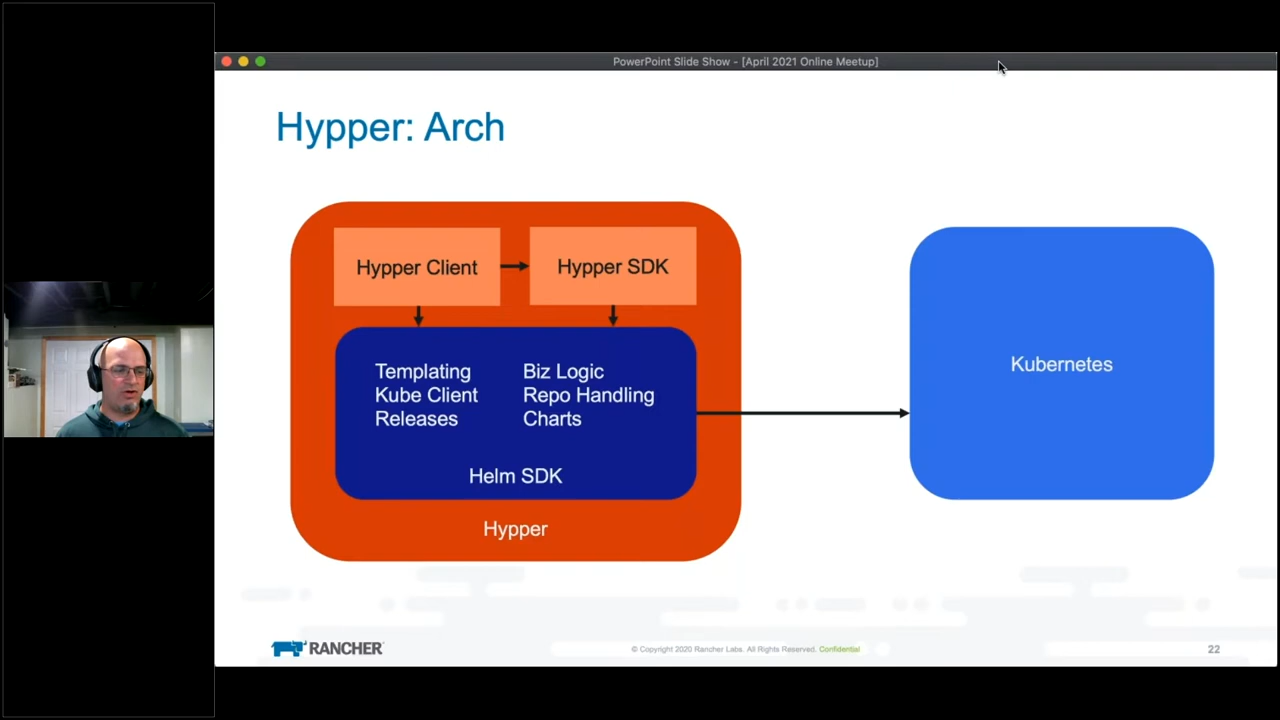 PowerPoint Slide Show - [April 2021 Online Meetup]
Hypper: Arch
Hypper Client
Hypper SDK
Templating
Kube Client
Releases
Biz Logic
Repo Handling
Charts
Helm SDK
Hypper
Kubernetes
RANCHER
© Copyright 2020 Rancher Labs. All Rights Reserved. Confidential
22